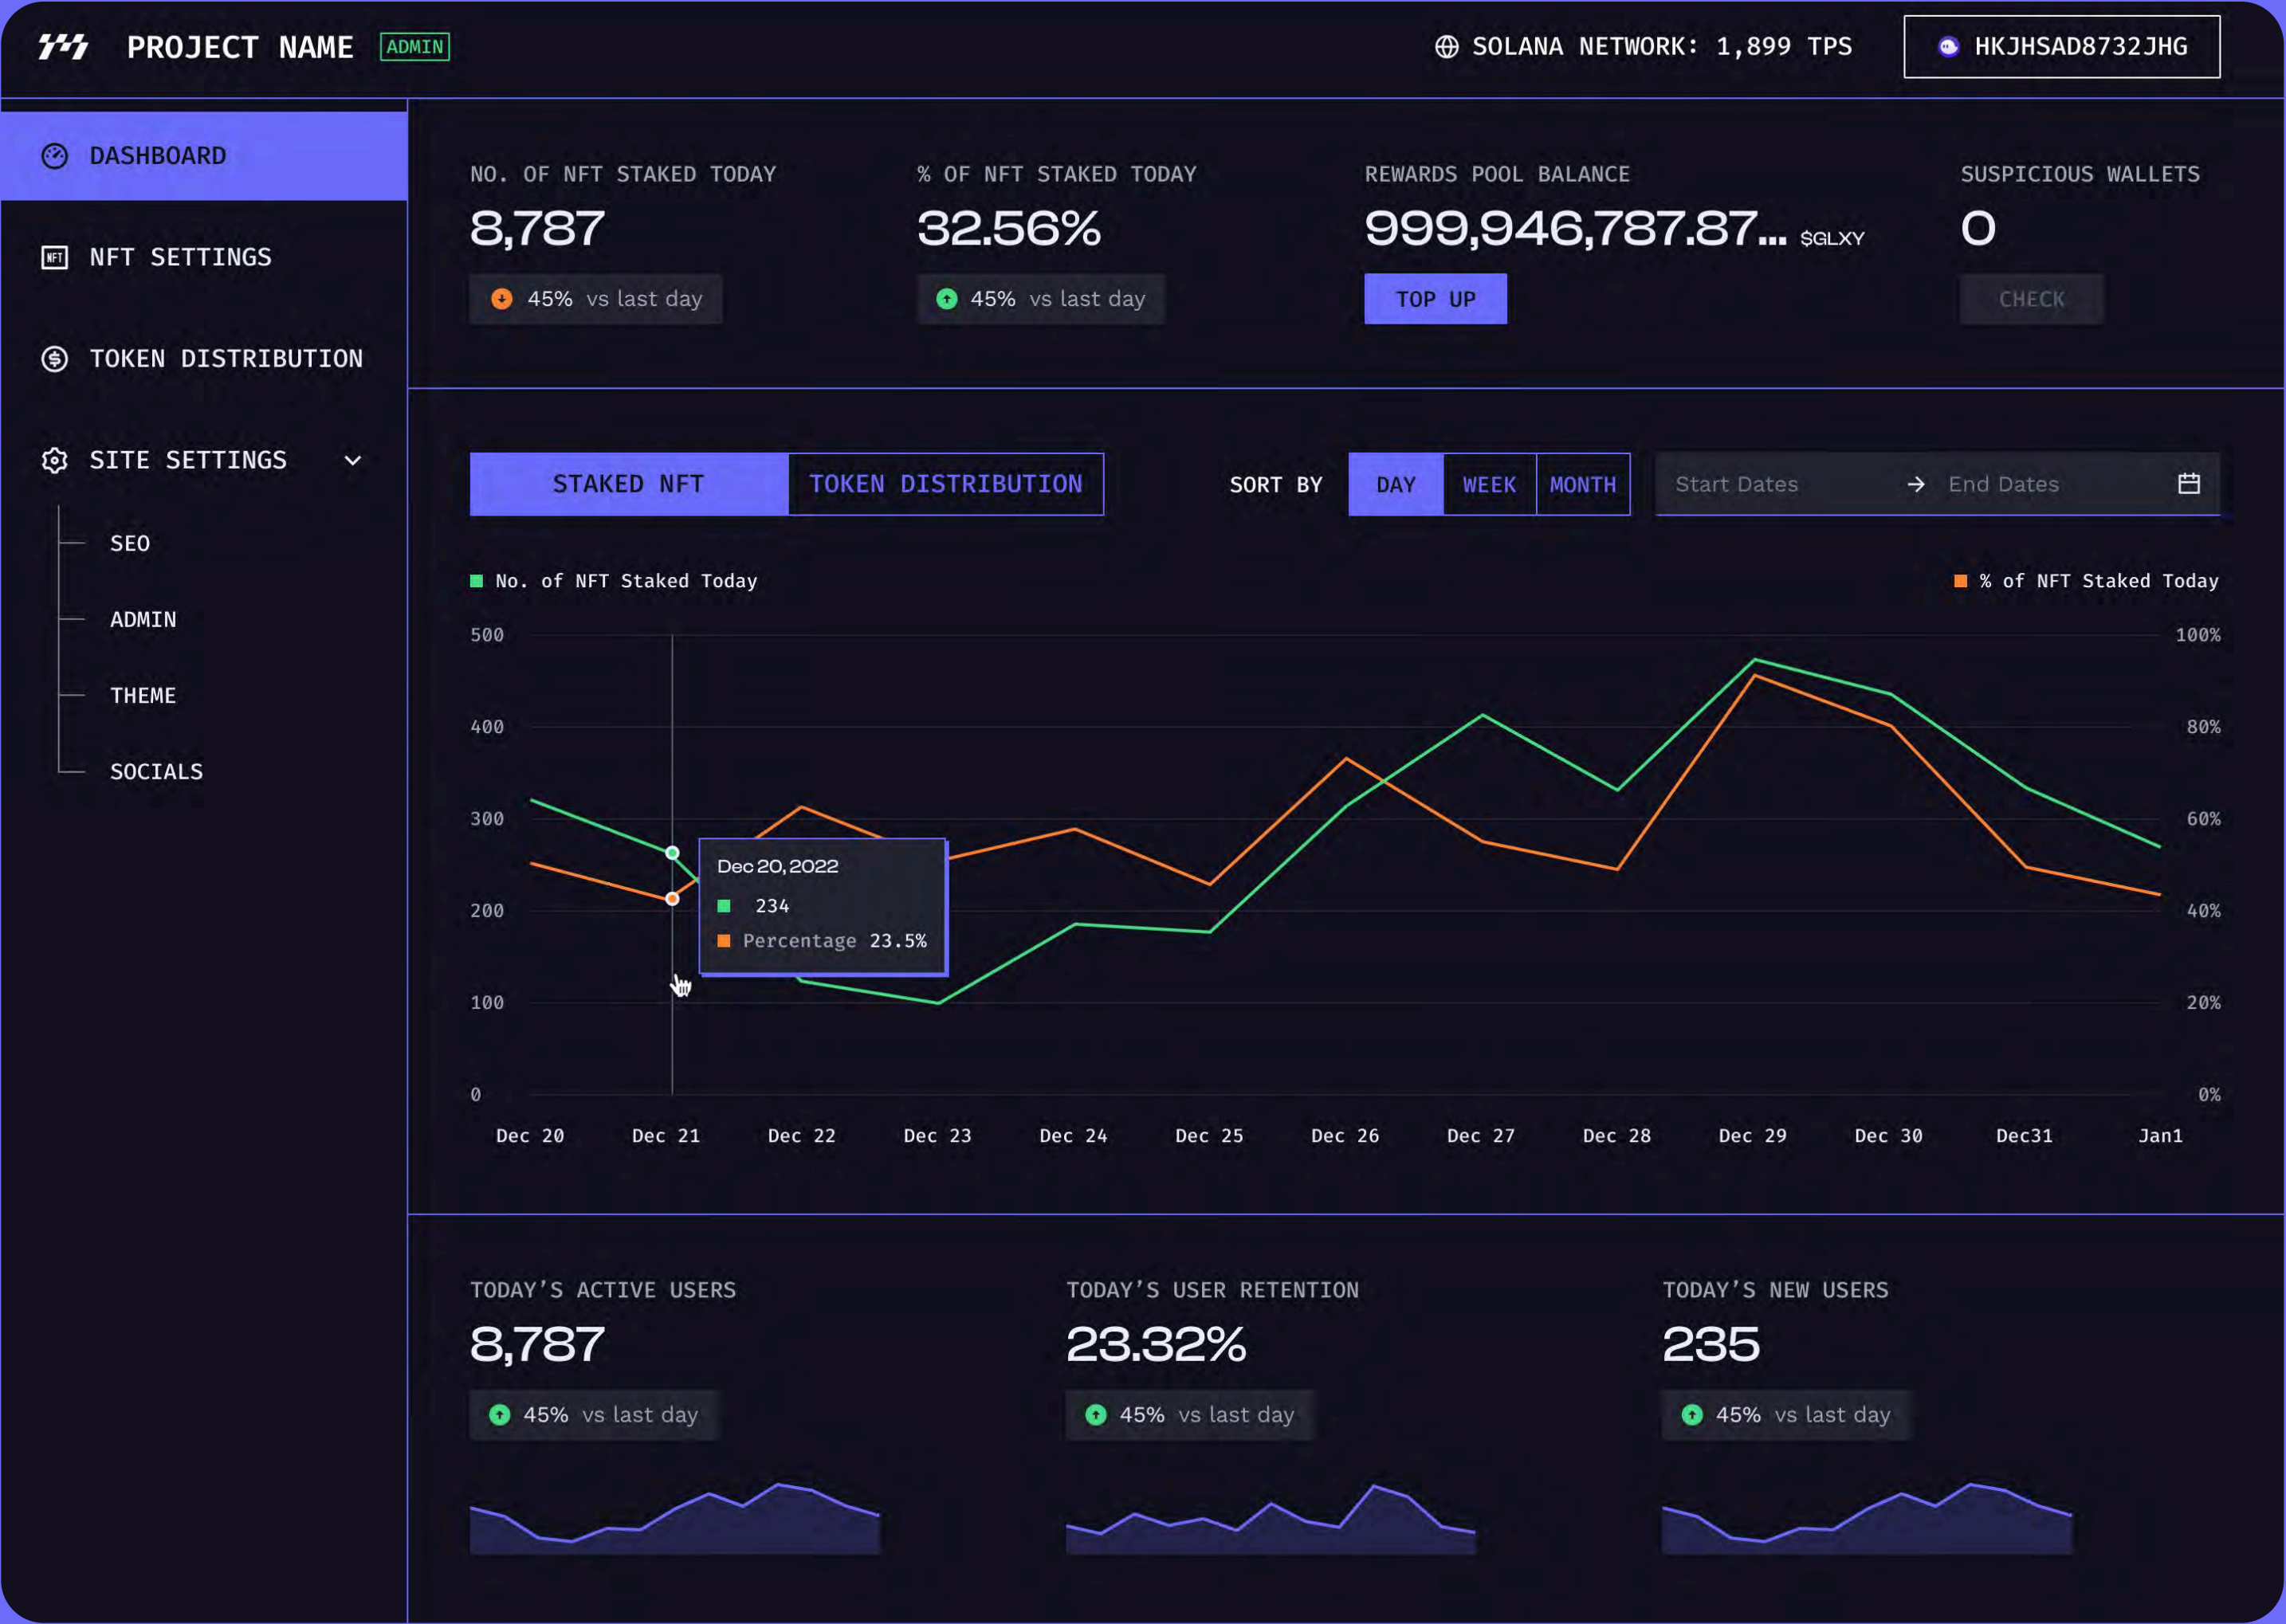 PROJECT NAME ADMIN
SOLANA NETWORK: 1,899 TPS
HKJHSAD8732JHG
DASHBOARD
NFT
NFT SETTINGS
TOKEN DISTRIBUTION
SITE SETTINGS
SEO
ADMIN
THEME
SOCIALS
NO. OF NFT STAKED TODAY
8,787
45% vs last day
% OF NFT STAKED TODAY
32.56%
45% vs last day
REWARDS POOL BALANCE
999,946,787.87... $GLXY
TOP UP
SUSPICIOUS WALLETS
0
CHECK
STAKED NFT
TOKEN DISTRIBUTION
SORT BY
DAY
WEEK
MONTH
Start Dates → End Dates
No. of NFT Staked Today
% of NFT Staked Today
500
400
300
200
100
0
100%
80%
60%
40%
20%
0%
Dec 20, 2022
234
Percentage 23.5%
Dec 20
Dec 21
Dec 22
Dec 23
Dec 24
Dec 25
Dec 26
Dec 27
Dec 28
Dec 29
Dec 30
Dec31
Jan1
TODAY’S ACTIVE USERS
8,787
45% vs last day
TODAY’S USER RETENTION
23.32%
45% vs last day
TODAY’S NEW USERS
235
45% vs last day